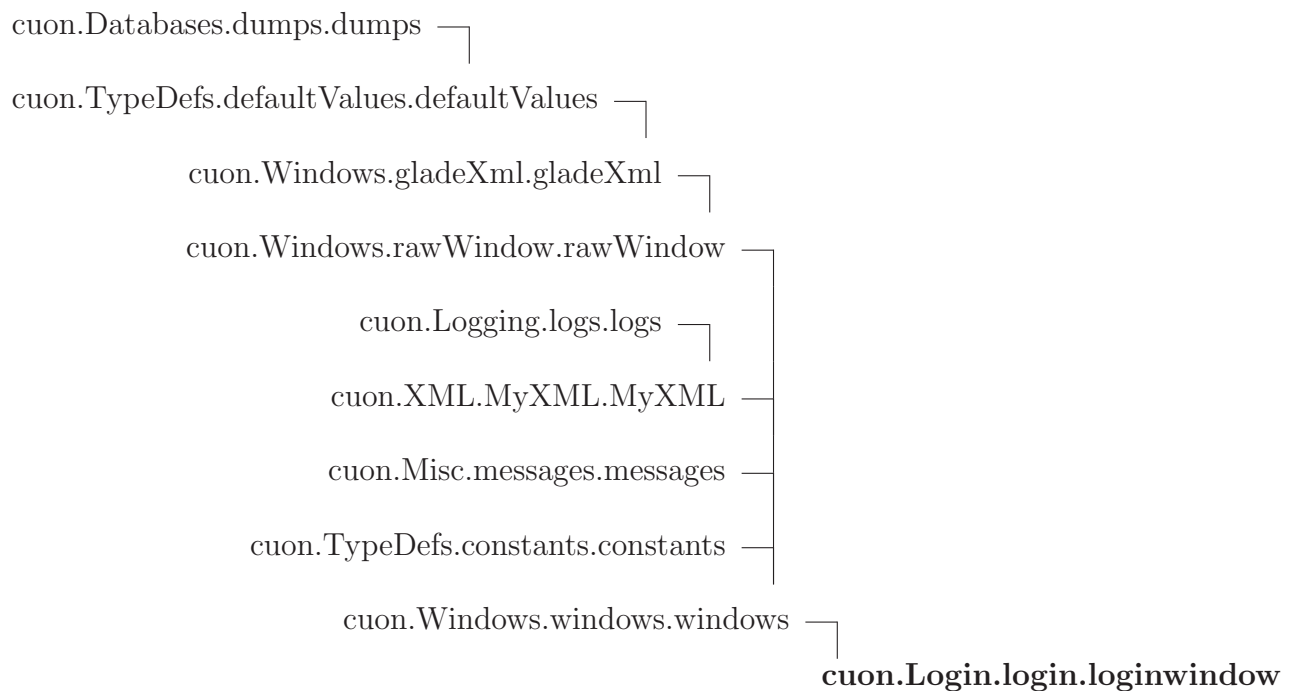 cuon.Databases.dumps.dumps
cuon.TypeDefs.defaultValues.defaultValues
cuon.Windows.gladeXml.gladeXml
cuon.Windows.rawWindow.rawWindow
cuon.Logging.logs.logs
cuon.XML.MyXML.MyXML
cuon.Misc.messages.messages
cuon.TypeDefs.constants.constants
cuon.Windows.windows.windows
cuon.Login.login.loginwindow